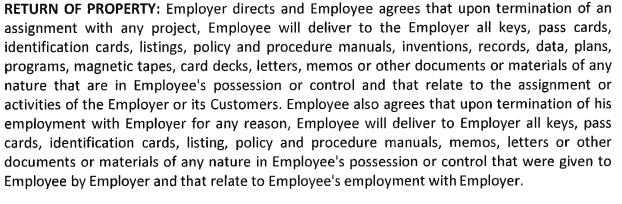 RETURN OF PROPERTY: Employer directs and Employee agrees that upon termination of an
assignment with any project, Employee will deliver to the Employer all keys, pass cards,
identification cards, listings, policy and procedure manuals, inventions, records, data, plans,
programs, magnetic tapes, card decks, letters, memos or other documents or materials of any
nature that are in Employee's possession or control and that relate to the assignment or
activities of the Employer or its Customers. Employee also agrees that upon termination of his
employment with Employer for any reason, Employee will deliver to Employer all keys, pass
cards, identification cards, listing, policy and procedure manuals, memos, letters or other
documents or materials of any nature in Employee's possession or control that were given to
Employee by Employer and that relate to Employee's employment with Employer.